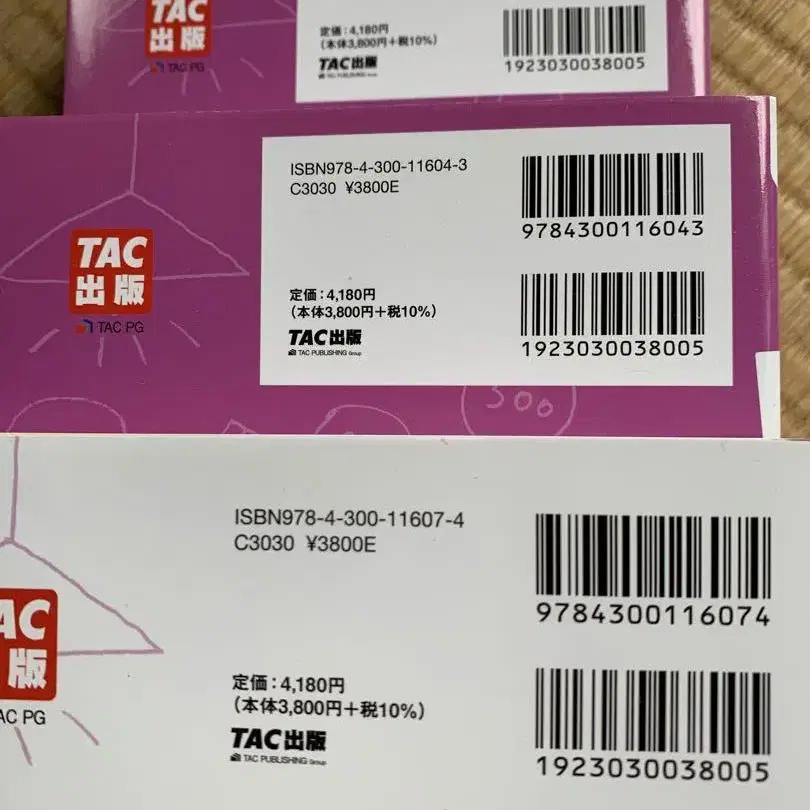 TAC
出版
TAC PG
定価：4,180円
（本体3,800円＋税10%）
TAC出版
TAC PUBLISHING Group
1923030038005
ISBN978-4-300-11604-3
C3030 ¥3800E
9784300116043
TAC
出版
TAC PG
定価：4,180円
（本体3,800円＋税10%）
TAC出版
TAC PUBLISHING Group
1923030038005
500
ISBN978-4-300-11607-4
C3030 ¥3800E
9784300116074
AC
版
AC PG
定価：4,180円
（本体3,800円＋税10%）
TAC出版
TAC PUBLISHING Group
1923030038005